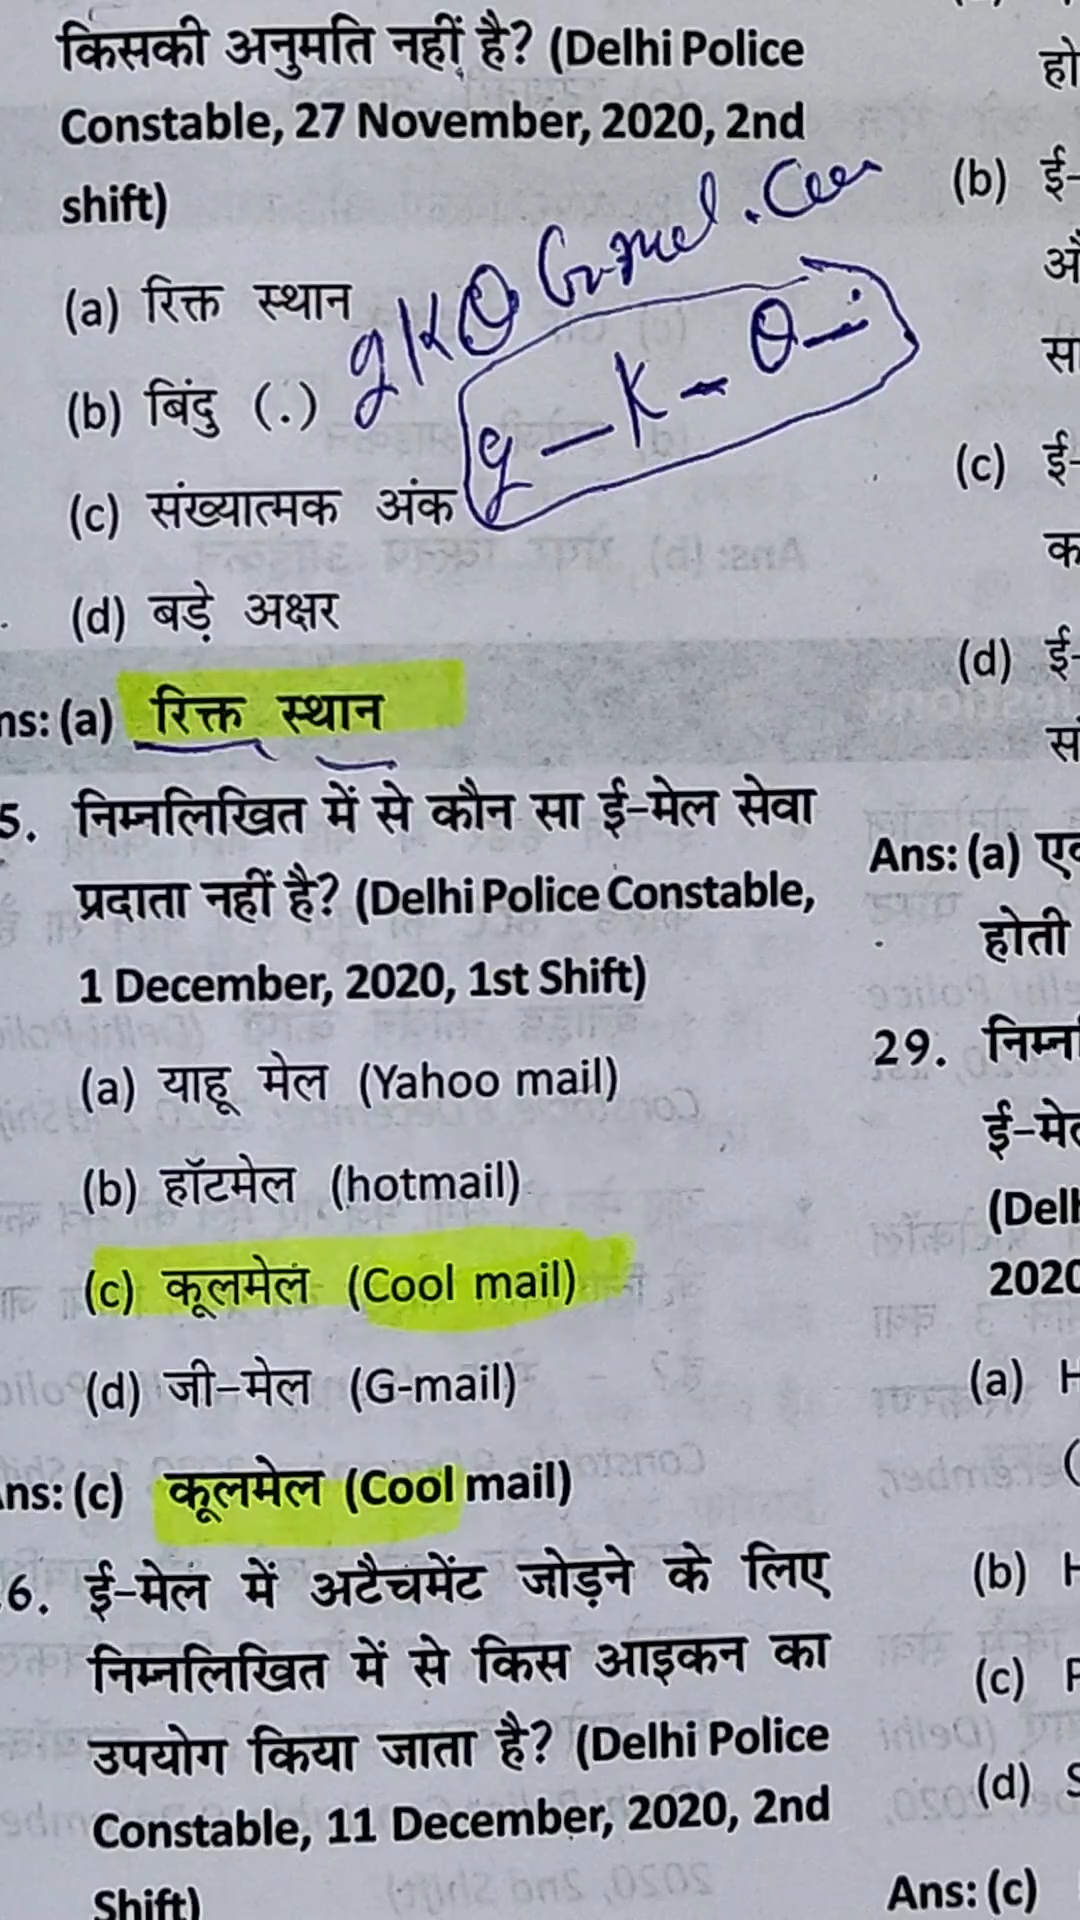 किसकी अनुमति नहीं है? (Delhi Police
Constable, 27 November, 2020, 2nd
shift)
(a) रिक्त स्थान
(b) बिंदु (.)
(c) संख्यात्मक अंक
(d) बड़े अक्षर
ns: (a) रिक्त स्थान
g — K —
5. निम्नलिखित में से कौन सा ई-मेल सेवा
प्रदाता नहीं है? (Delhi Police Constable,
1 December, 2020, 1st Shift)
(a) याहू मेल (Yahoo mail)
(b) हॉटमेल (hotmail)
(c) कूलमेल (Cool mail)
(d) जी-मेल (G-mail)
ns: (c) कूलमेल (Cool mail)
6. ई-मेल में अटैचमेंट जोड़ने के लिए
निम्नलिखित में से किस आइकन का
उपयोग किया जाता है? (Delhi Police
Constable, 11 December, 2020, 2nd
Shift)
हो
(b) ई-
औ
सा
(c) ई-
क
(d) ई-
सं
Ans: (a)
होती
29.
(Del
2020
(a) H
(b) H
(c)
(d) S
Ans: (c)